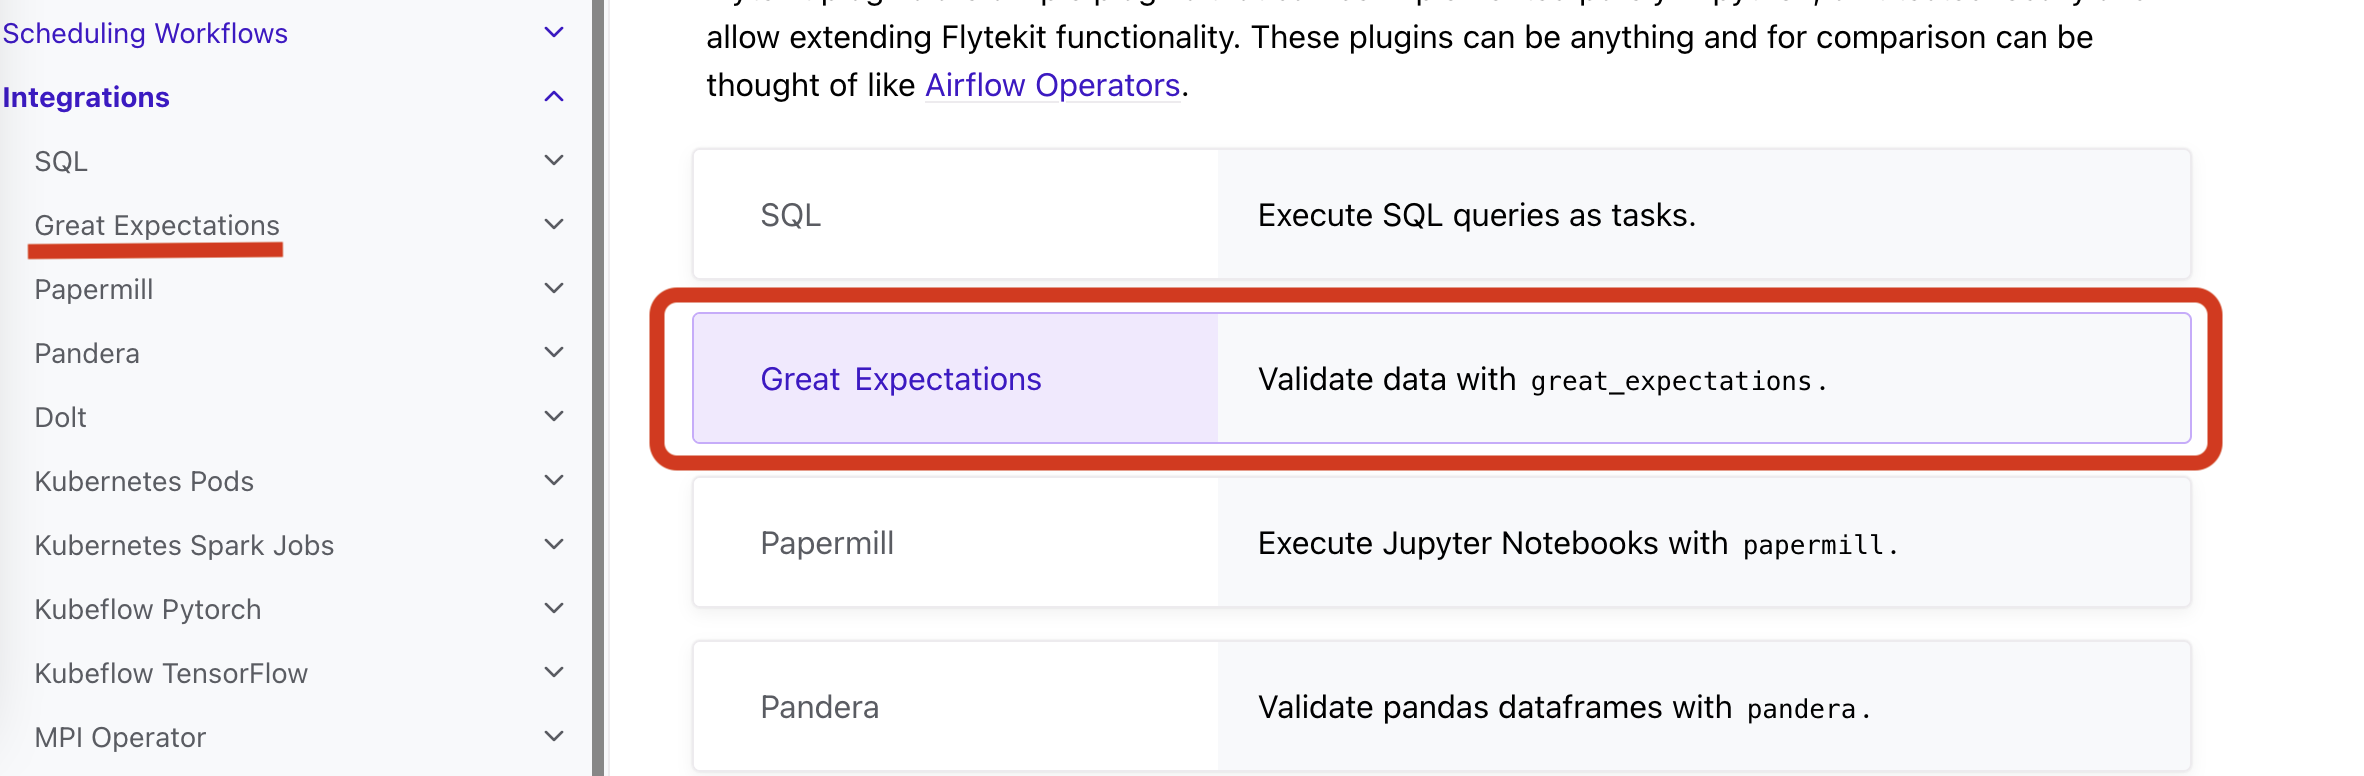 Scheduling Workflows
Integrations
SQL
Great Expectations
Papermill
Pandera
Dolt
Kubernetes Pods
Kubernetes Spark Jobs
Kubeflow Pytorch
Kubeflow TensorFlow
MPI Operator
allow extending Flytekit functionality. These plugins can be anything and for comparison can be
thought of like Airflow Operators.
SQL Execute SQL queries as tasks.
Great Expectations Validate data with great_expectations.
Papermill Execute Jupyter Notebooks with papermill.
Pandera Validate pandas dataframes with pandera.